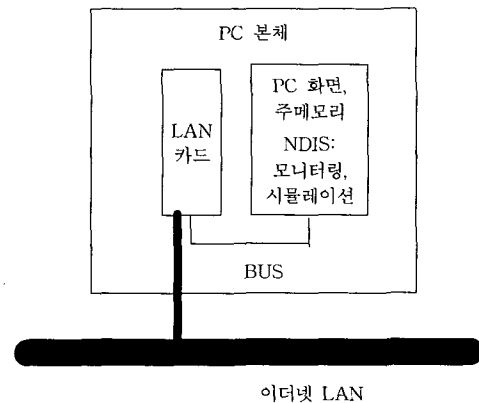 PC 본체
LAN
카드
PC 화면,
주메모리
NDIS:
모니터링,
시뮬레이션
BUS
이더넷 LAN